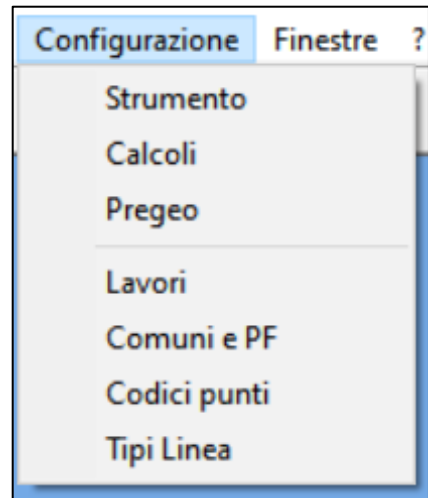 Configurazione Finestre ?
Strumento
Calcoli
Pregeo
Lavori
Comuni e PF
Codici punti
Tipi Linea